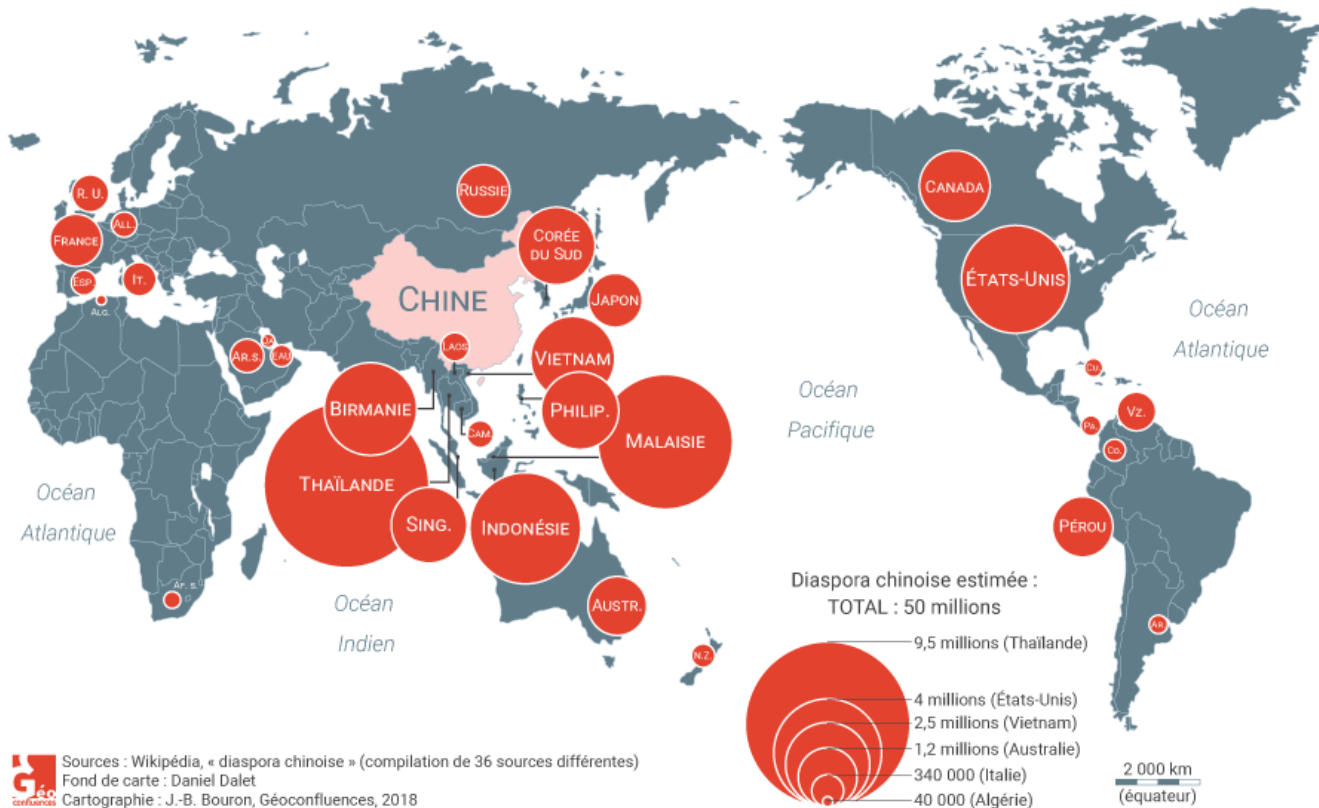 R. U.
FRANCE
ALL.
ESP.
IT.
ALG.
AR.S.
QA
EAU
AF. S.
RUSSIE
CHINE
CORÉE
DU SUD
JAPON
LAOS
VIETNAM
BIRMANIE
PHILIP.
CAM.
MALAISIE
THAÏLANDE
SING.
INDONÉSIE
AUSTR.
N.Z.
CANADA
ÉTATS-UNIS
CU.
PA.
VZ.
CO.
PÉROU
AR.
Océan
Atlantique
Océan
Indien
Océan
Pacifique
Océan
Atlantique
Diaspora chinoise estimée :
TOTAL : 50 millions
9,5 millions (Thaïlande)
4 millions (États-Unis)
2,5 millions (Vietnam)
1,2 millions (Australie)
340 000 (Italie)
40 000 (Algérie)
2 000 km
(équateur)
Géo
confluences
Sources : Wikipédia, « diaspora chinoise » (compilation de 36 sources différentes)
Fond de carte : Daniel Dalet
Cartographie : J.-B. Bouron, Géoconfluences, 2018